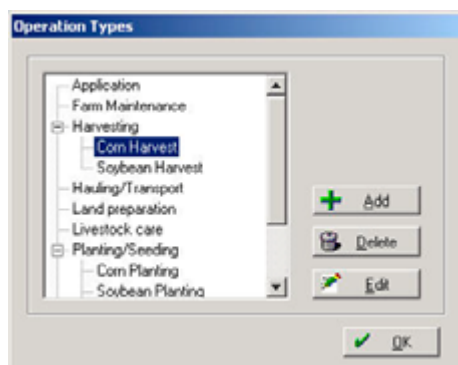 Operation Types
Application
Farm Maintenance
Harvesting
Corn Harvest
Soybean Harvest
Hauling/Transport
Land preparation
Livestock care
Planting/Seeding
Corn Planting
Soybean Planting
Add
Delete
Edit
OK